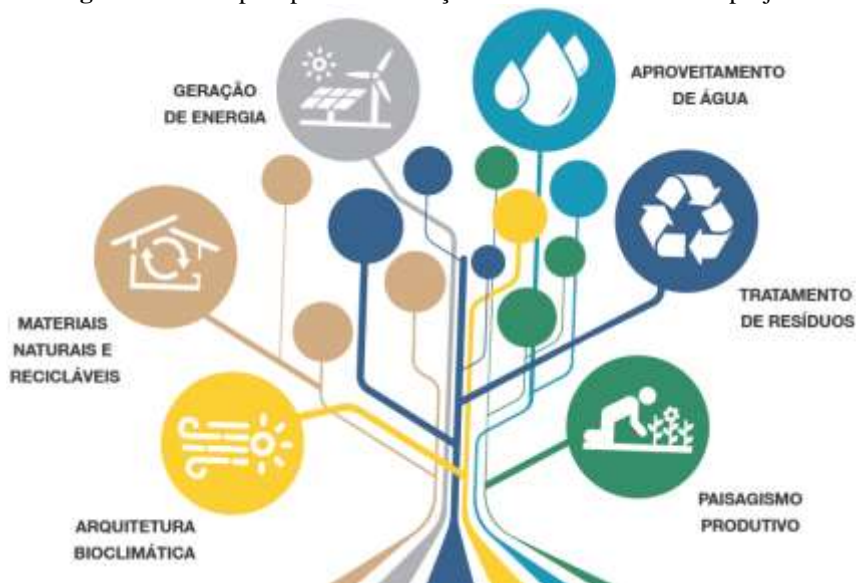 GERAÇÃO
DE ENERGIA
APROVEITAMENTO
DE ÁGUA
MATERIAIS
NATURAIS E
RECICLÁVEIS
TRATAMENTO
DE RESÍDUOS
ARQUITETURA
BIOCLIMÁTICA
PAISAGISMO
PRODUTIVO